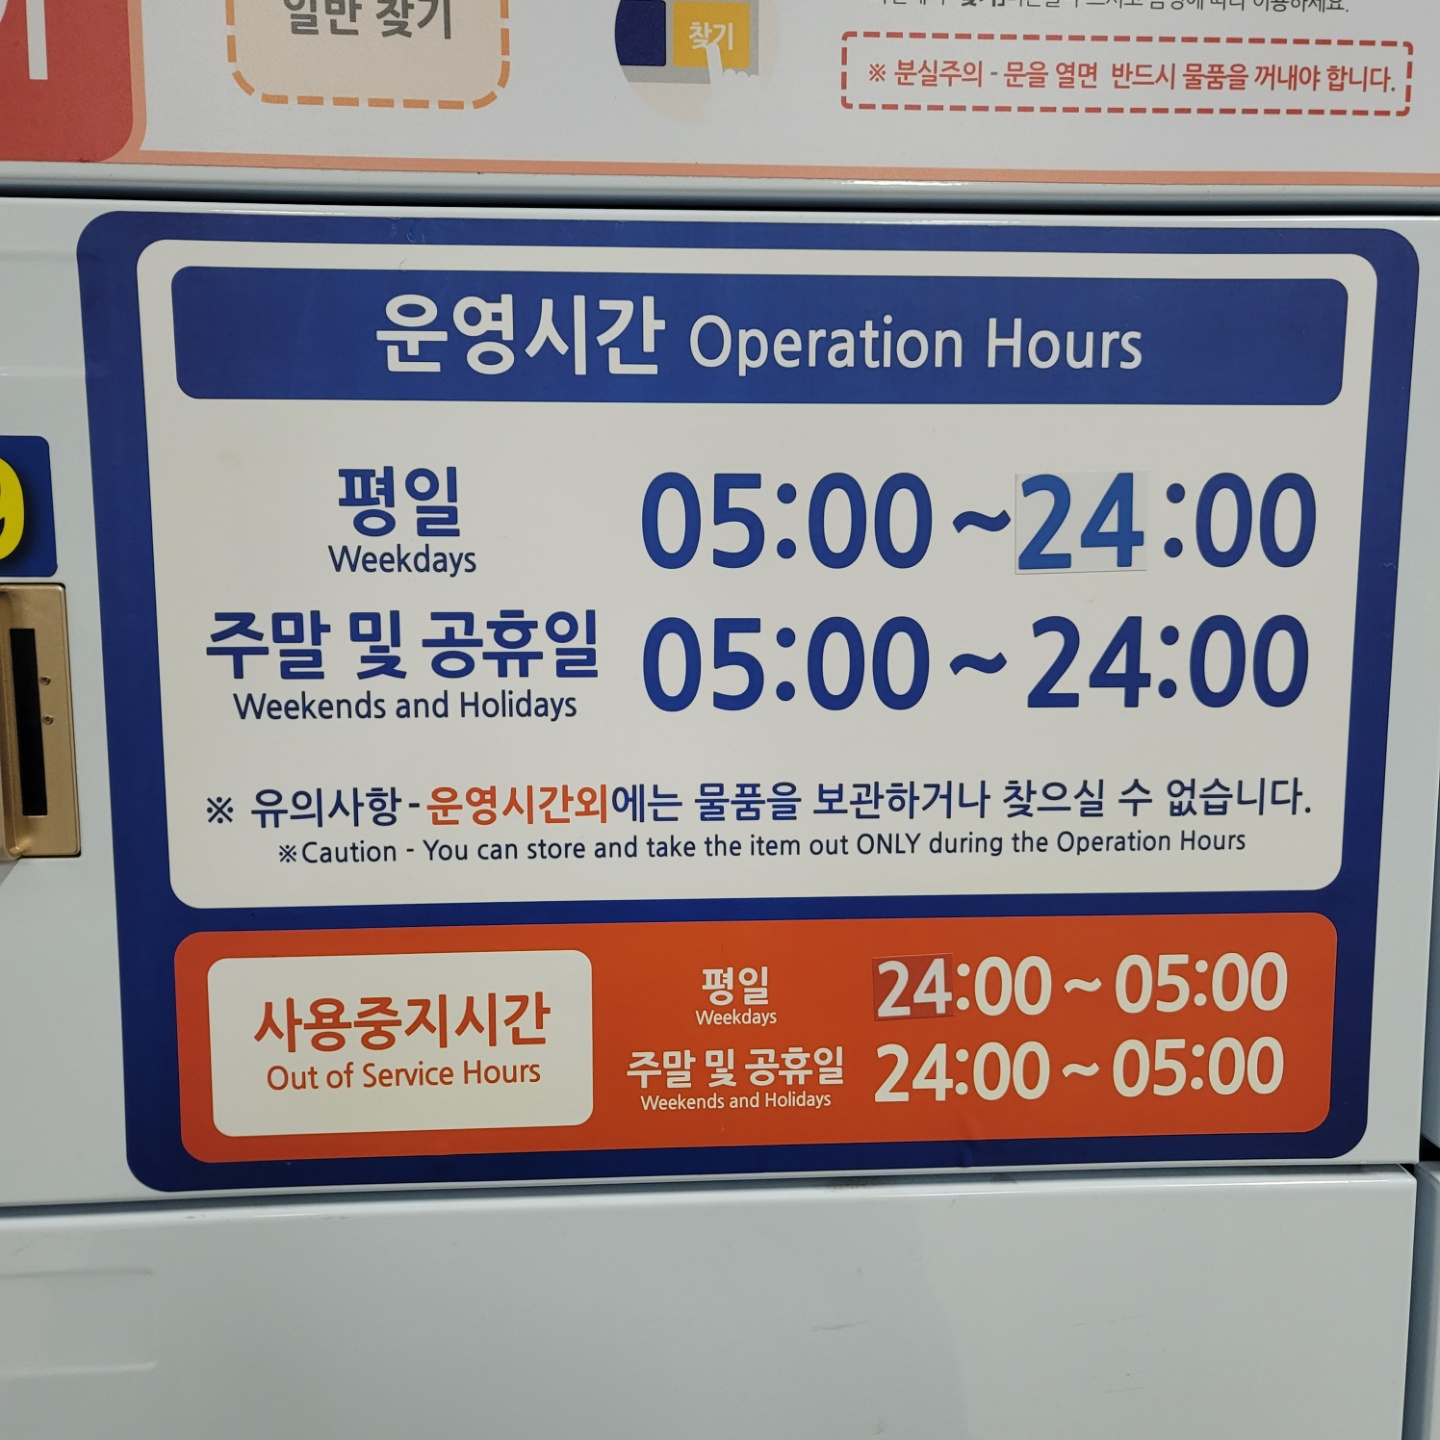 일반 찾기
찾기
※ 분실주의 - 문을 열면 반드시 물품을 꺼내야 합니다.
운영시간 Operation Hours
평일 05:00 ~ 24:00
Weekdays
주말 및 공휴일 05:00 ~ 24:00
Weekends and Holidays
※ 유의사항 - 운영시간외에는 물품을 보관하거나 찾으실 수 없습니다.
※Caution - You can store and take the item out ONLY during the Operation Hours
사용중지시간
Out of Service Hours
평일 24:00 ~ 05:00
Weekdays
주말 및 공휴일 24:00 ~ 05:00
Weekends and Holidays